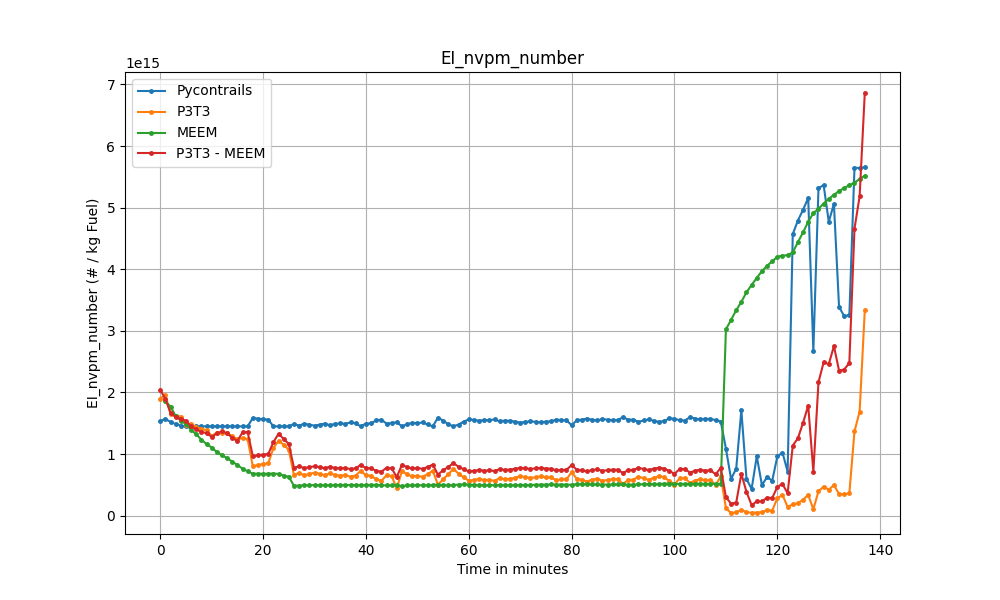 EI_nvpm_number
1e15
7
6
5
4
3
2
1
0
EI_nvpm_number (# / kg Fuel)
Pycontrails
P3T3
MEEM
P3T3 - MEEM
0 20 40 60 80 100 120 140
Time in minutes